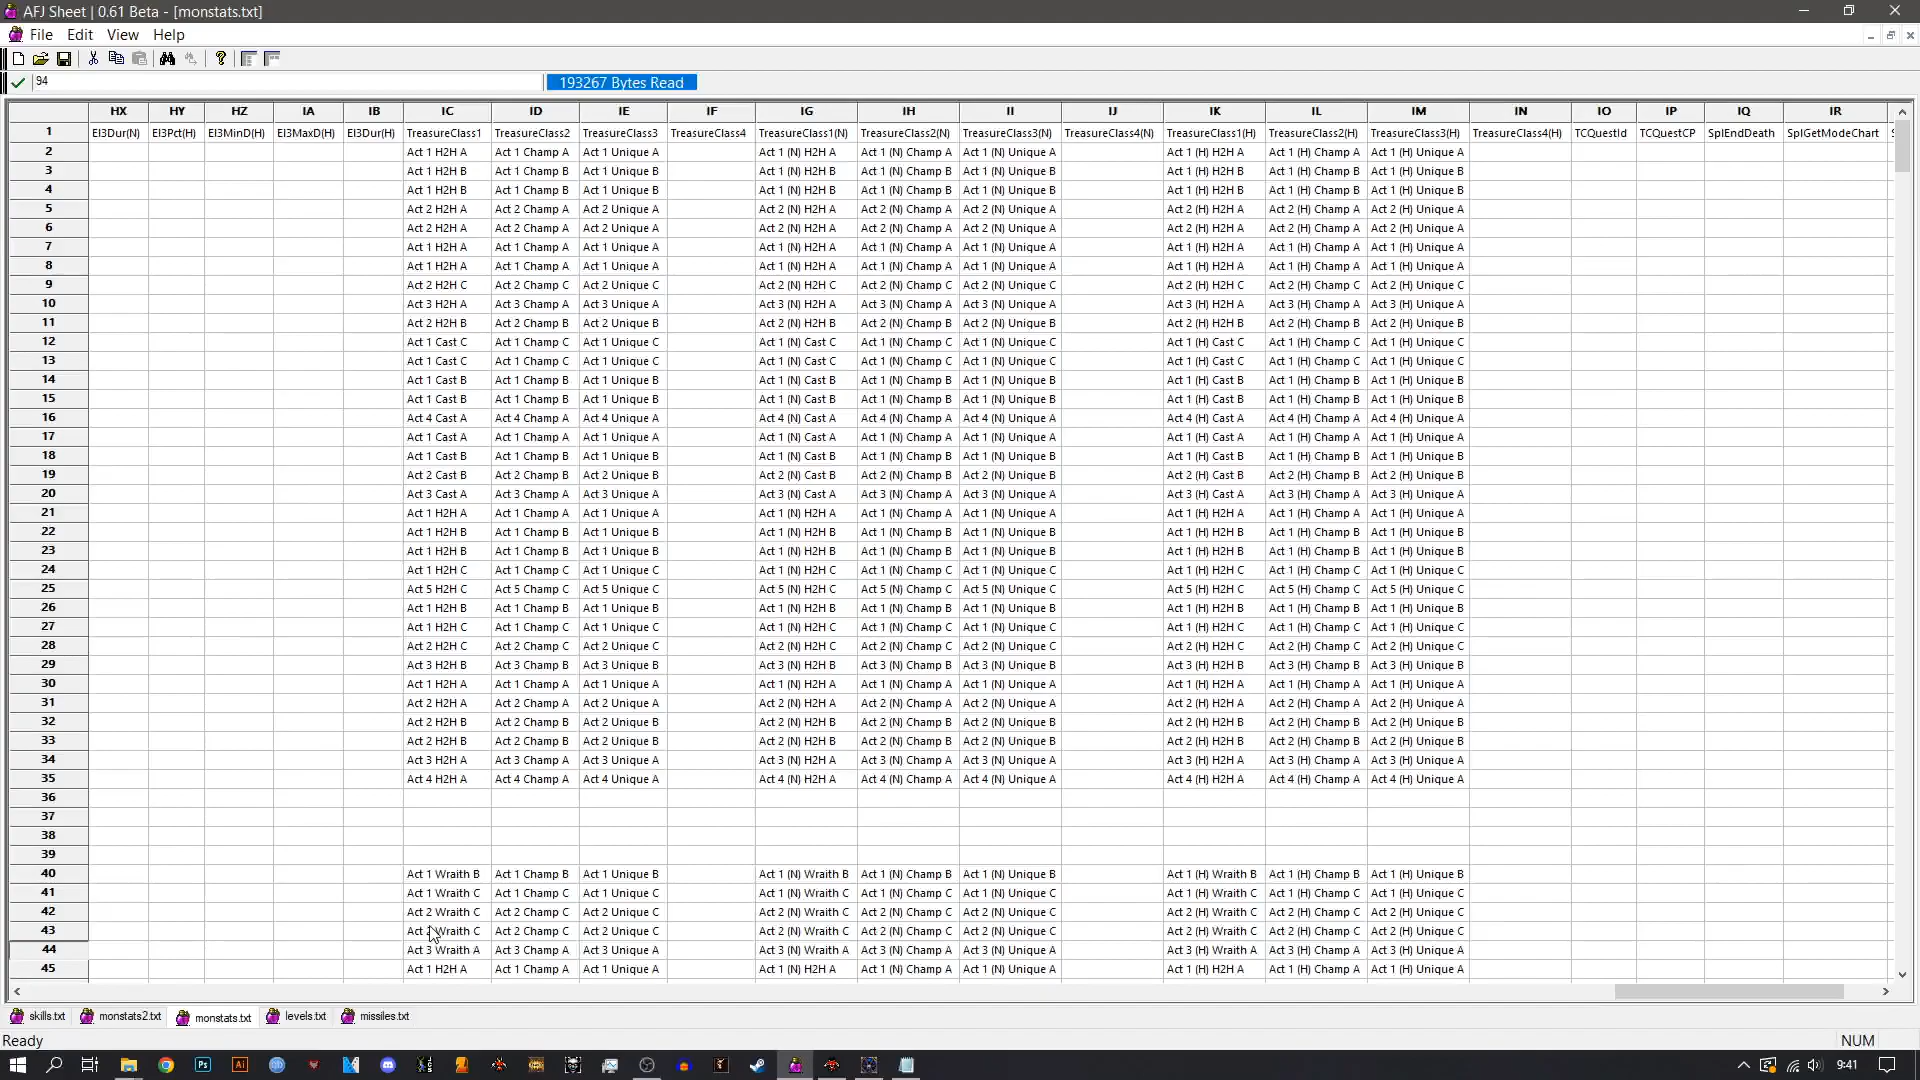 AFJ Sheet | 0.61 Beta - [monstats.txt]
File Edit View Help
94 193267 Bytes Read
HX HY HZ IA IB IC ID IE IF IG IH II IJ IK IL IM IN IO IP IQ IR
1 El3Dur(N) El3Pct(H) El3MinD(H) El3MaxD(H) El3Dur(H) TreasureClass1 TreasureClass2 TreasureClass3 TreasureClass4 TreasureClass1(N) TreasureClass2(N) TreasureClass3(N) TreasureClass4(N) TreasureClass1(H) TreasureClass2(H) TreasureClass3(H) TreasureClass4(H) TCQuestId TCQuestCP SplEndDeath SplGetModeChart
2 Act 1 H2H A Act 1 Champ A Act 1 Unique A Act 1 (N) H2H A Act 1 (N) Champ A Act 1 (N) Unique A Act 1 (H) H2H A Act 1 (H) Champ A Act 1 (H) Unique A
3 Act 1 H2H B Act 1 Champ B Act 1 Unique B Act 1 (N) H2H B Act 1 (N) Champ B Act 1 (N) Unique B Act 1 (H) H2H B Act 1 (H) Champ B Act 1 (H) Unique B
4 Act 1 H2H B Act 1 Champ B Act 1 Unique B Act 1 (N) H2H B Act 1 (N) Champ B Act 1 (N) Unique B Act 1 (H) H2H B Act 1 (H) Champ B Act 1 (H) Unique B
5 Act 2 H2H A Act 2 Champ A Act 2 Unique A Act 2 (N) H2H A Act 2 (N) Champ A Act 2 (N) Unique A Act 2 (H) H2H A Act 2 (H) Champ A Act 2 (H) Unique A
6 Act 2 H2H A Act 2 Champ A Act 2 Unique A Act 2 (N) H2H A Act 2 (N) Champ A Act 2 (N) Unique A Act 2 (H) H2H A Act 2 (H) Champ A Act 2 (H) Unique A
7 Act 1 H2H A Act 1 Champ A Act 1 Unique A Act 1 (N) H2H A Act 1 (N) Champ A Act 1 (N) Unique A Act 1 (H) H2H A Act 1 (H) Champ A Act 1 (H) Unique A
8 Act 1 H2H A Act 1 Champ A Act 1 Unique A Act 1 (N) H2H A Act 1 (N) Champ A Act 1 (N) Unique A Act 1 (H) H2H A Act 1 (H) Champ A Act 1 (H) Unique A
9 Act 2 H2H C Act 2 Champ C Act 2 Unique C Act 2 (N) H2H C Act 2 (N) Champ C Act 2 (N) Unique C Act 2 (H) H2H C Act 2 (H) Champ C Act 2 (H) Unique C
10 Act 3 H2H A Act 3 Champ A Act 3 Unique A Act 3 (N) H2H A Act 3 (N) Champ A Act 3 (N) Unique A Act 3 (H) H2H A Act 3 (H) Champ A Act 3 (H) Unique A
11 Act 2 H2H B Act 2 Champ B Act 2 Unique B Act 2 (N) H2H B Act 2 (N) Champ B Act 2 (N) Unique B Act 2 (H) H2H B Act 2 (H) Champ B Act 2 (H) Unique B
12 Act 1 Cast C Act 1 Champ C Act 1 Unique C Act 1 (N) Cast C Act 1 (N) Champ C Act 1 (N) Unique C Act 1 (H) Cast C Act 1 (H) Champ C Act 1 (H) Unique C
13 Act 1 Cast C Act 1 Champ C Act 1 Unique C Act 1 (N) Cast C Act 1 (N) Champ C Act 1 (N) Unique C Act 1 (H) Cast C Act 1 (H) Champ C Act 1 (H) Unique C
14 Act 1 Cast B Act 1 Champ B Act 1 Unique B Act 1 (N) Cast B Act 1 (N) Champ B Act 1 (N) Unique B Act 1 (H) Cast B Act 1 (H) Champ B Act 1 (H) Unique B
15 Act 1 Cast B Act 1 Champ B Act 1 Unique B Act 1 (N) Cast B Act 1 (N) Champ B Act 1 (N) Unique B Act 1 (H) Cast B Act 1 (H) Champ B Act 1 (H) Unique B
16 Act 4 Cast A Act 4 Champ A Act 4 Unique A Act 4 (N) Cast A Act 4 (N) Champ A Act 4 (N) Unique A Act 4 (H) Cast A Act 4 (H) Champ A Act 4 (H) Unique A
17 Act 1 Cast A Act 1 Champ A Act 1 Unique A Act 1 (N) Cast A Act 1 (N) Champ A Act 1 (N) Unique A Act 1 (H) Cast A Act 1 (H) Champ A Act 1 (H) Unique A
18 Act 1 Cast B Act 1 Champ B Act 1 Unique B Act 1 (N) Cast B Act 1 (N) Champ B Act 1 (N) Unique B Act 1 (H) Cast B Act 1 (H) Champ B Act 1 (H) Unique B
19 Act 2 Cast B Act 2 Champ B Act 2 Unique B Act 2 (N) Cast B Act 2 (N) Champ B Act 2 (N) Unique B Act 2 (H) Cast B Act 2 (H) Champ B Act 2 (H) Unique B
20 Act 3 Cast A Act 3 Champ A Act 3 Unique A Act 3 (N) Cast A Act 3 (N) Champ A Act 3 (N) Unique A Act 3 (H) Cast A Act 3 (H) Champ A Act 3 (H) Unique A
21 Act 1 H2H A Act 1 Champ A Act 1 Unique A Act 1 (N) H2H A Act 1 (N) Champ A Act 1 (N) Unique A Act 1 (H) H2H A Act 1 (H) Champ A Act 1 (H) Unique A
22 Act 1 H2H B Act 1 Champ B Act 1 Unique B Act 1 (N) H2H B Act 1 (N) Champ B Act 1 (N) Unique B Act 1 (H) H2H B Act 1 (H) Champ B Act 1 (H) Unique B
23 Act 1 H2H B Act 1 Champ B Act 1 Unique B Act 1 (N) H2H B Act 1 (N) Champ B Act 1 (N) Unique B Act 1 (H) H2H B Act 1 (H) Champ B Act 1 (H) Unique B
24 Act 1 H2H C Act 1 Champ C Act 1 Unique C Act 1 (N) H2H C Act 1 (N) Champ C Act 1 (N) Unique C Act 1 (H) H2H C Act 1 (H) Champ C Act 1 (H) Unique C
25 Act 5 H2H C Act 5 Champ C Act 5 Unique C Act 5 (N) H2H C Act 5 (N) Champ C Act 5 (N) Unique C Act 5 (H) H2H C Act 5 (H) Champ C Act 5 (H) Unique C
26 Act 1 H2H B Act 1 Champ B Act 1 Unique B Act 1 (N) H2H B Act 1 (N) Champ B Act 1 (N) Unique B Act 1 (H) H2H B Act 1 (H) Champ B Act 1 (H) Unique B
27 Act 1 H2H C Act 1 Champ C Act 1 Unique C Act 1 (N) H2H C Act 1 (N) Champ C Act 1 (N) Unique C Act 1 (H) H2H C Act 1 (H) Champ C Act 1 (H) Unique C
28 Act 2 H2H C Act 2 Champ C Act 2 Unique C Act 2 (N) H2H C Act 2 (N) Champ C Act 2 (N) Unique C Act 2 (H) H2H C Act 2 (H) Champ C Act 2 (H) Unique C
29 Act 3 H2H B Act 3 Champ B Act 3 Unique B Act 3 (N) H2H B Act 3 (N) Champ B Act 3 (N) Unique B Act 3 (H) H2H B Act 3 (H) Champ B Act 3 (H) Unique B
30 Act 1 H2H A Act 1 Champ A Act 1 Unique A Act 1 (N) H2H A Act 1 (N) Champ A Act 1 (N) Unique A Act 1 (H) H2H A Act 1 (H) Champ A Act 1 (H) Unique A
31 Act 2 H2H A Act 2 Champ A Act 2 Unique A Act 2 (N) H2H A Act 2 (N) Champ A Act 2 (N) Unique A Act 2 (H) H2H A Act 2 (H) Champ A Act 2 (H) Unique A
32 Act 2 H2H B Act 2 Champ B Act 2 Unique B Act 2 (N) H2H B Act 2 (N) Champ B Act 2 (N) Unique B Act 2 (H) H2H B Act 2 (H) Champ B Act 2 (H) Unique B
33 Act 2 H2H B Act 2 Champ B Act 2 Unique B Act 2 (N) H2H B Act 2 (N) Champ B Act 2 (N) Unique B Act 2 (H) H2H B Act 2 (H) Champ B Act 2 (H) Unique B
34 Act 3 H2H A Act 3 Champ A Act 3 Unique A Act 3 (N) H2H A Act 3 (N) Champ A Act 3 (N) Unique A Act 3 (H) H2H A Act 3 (H) Champ A Act 3 (H) Unique A
35 Act 4 H2H A Act 4 Champ A Act 4 Unique A Act 4 (N) H2H A Act 4 (N) Champ A Act 4 (N) Unique A Act 4 (H) H2H A Act 4 (H) Champ A Act 4 (H) Unique A
36
37
38
39
40 Act 1 Wraith B Act 1 Champ B Act 1 Unique B Act 1 (N) Wraith B Act 1 (N) Champ B Act 1 (N) Unique B Act 1 (H) Wraith B Act 1 (H) Champ B Act 1 (H) Unique B
41 Act 1 Wraith C Act 1 Champ C Act 1 Unique C Act 1 (N) Wraith C Act 1 (N) Champ C Act 1 (N) Unique C Act 1 (H) Wraith C Act 1 (H) Champ C Act 1 (H) Unique C
42 Act 2 Wraith C Act 2 Champ C Act 2 Unique C Act 2 (N) Wraith C Act 2 (N) Champ C Act 2 (N) Unique C Act 2 (H) Wraith C Act 2 (H) Champ C Act 2 (H) Unique C
43 Act Wraith C Act 2 Champ C Act 2 Unique C Act 2 (N) Wraith C Act 2 (N) Champ C Act 2 (N) Unique C Act 2 (H) Wraith C Act 2 (H) Champ C Act 2 (H) Unique C
44 Act 3 Wraith A Act 3 Champ A Act 3 Unique A Act 3 (N) Wraith A Act 3 (N) Champ A Act 3 (N) Unique A Act 3 (H) Wraith A Act 3 (H) Champ A Act 3 (H) Unique A
45 Act 1 H2H A Act 1 Champ A Act 1 Unique A Act 1 (N) H2H A Act 1 (N) Champ A Act 1 (N) Unique A Act 1 (H) H2H A Act 1 (H) Champ A Act 1 (H) Unique A
skills.txt monstats2.txt monstats.txt levels.txt missiles.txt
Ready NUM
9:41